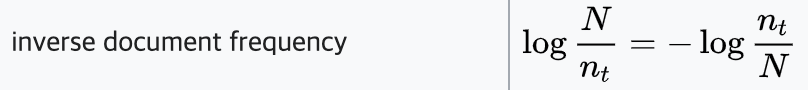 inverse document frequency log N/n_t = − log n_t/N